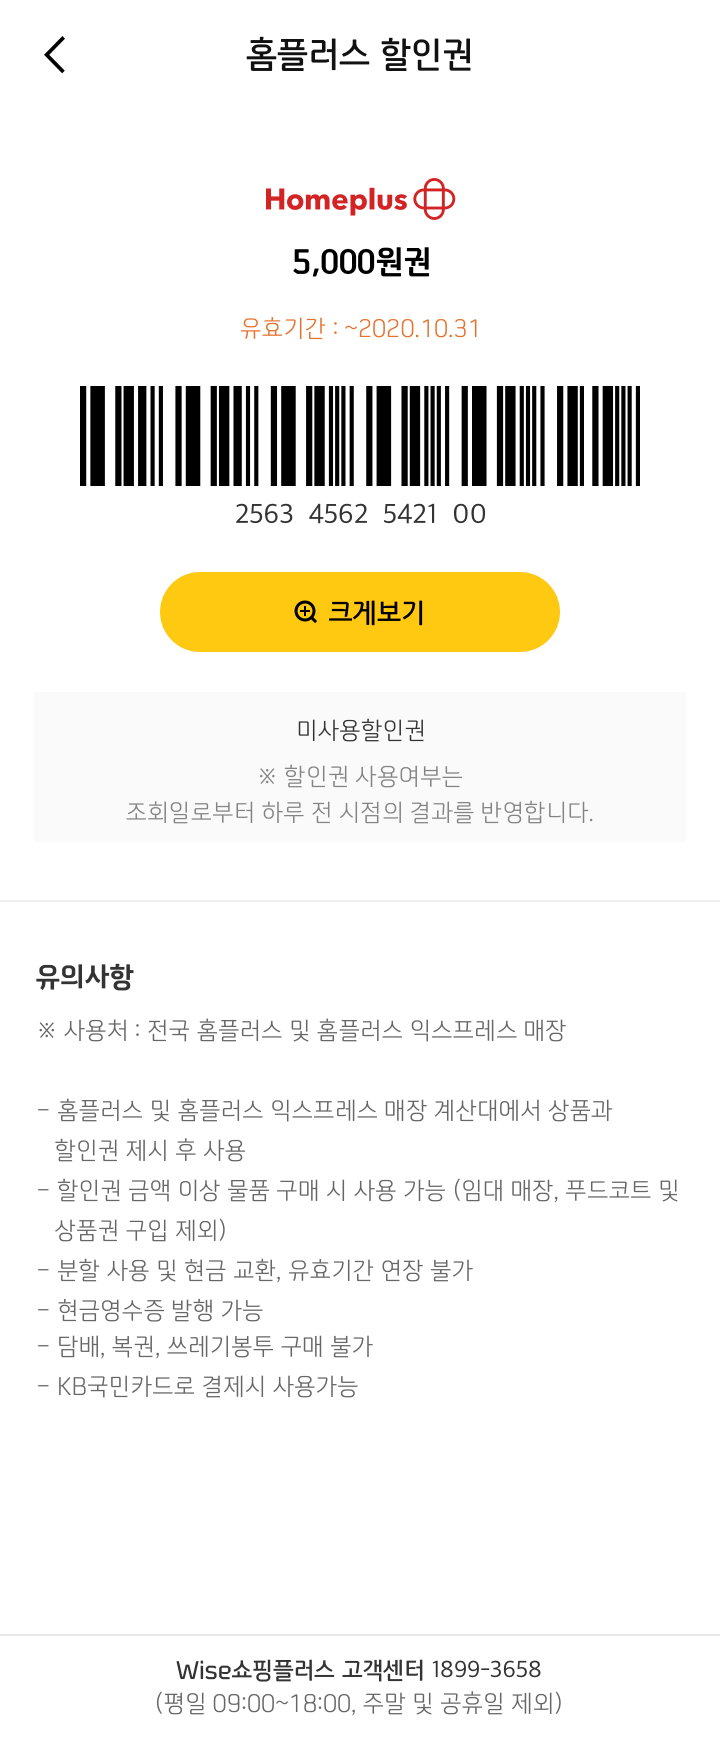 홈플러스 할인권
Homeplus
5,000원권
유효기간 : ~2020.10.31
2563 4562 5421 00
크게보기
미사용할인권
※ 할인권 사용여부는
조회일로부터 하루 전 시점의 결과를 반영합니다.
유의사항
※ 사용처 : 전국 홈플러스 및 홈플러스 익스프레스 매장
- 홈플러스 및 홈플러스 익스프레스 매장 계산대에서 상품과
할인권 제시 후 사용
- 할인권 금액 이상 물품 구매 시 사용 가능 (임대 매장, 푸드코트 및
상품권 구입 제외)
- 분할 사용 및 현금 교환, 유효기간 연장 불가
- 현금영수증 발행 가능
- 담배, 복권, 쓰레기봉투 구매 불가
- KB국민카드로 결제시 사용가능
Wise쇼핑플러스 고객센터 1899-3658
(평일 09:00~18:00, 주말 및 공휴일 제외)